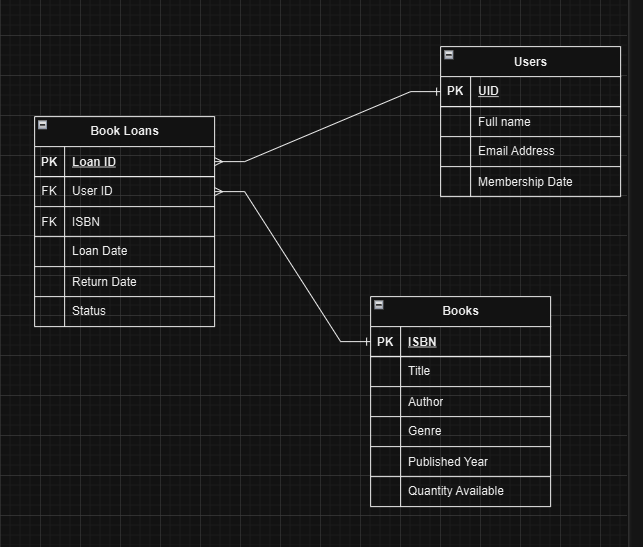 Users
PK UID
Full name
Email Address
Membership Date
Book Loans
PK Loan ID
FK User ID
FK ISBN
Loan Date
Return Date
Status
Books
PK ISBN
Title
Author
Genre
Published Year
Quantity Available